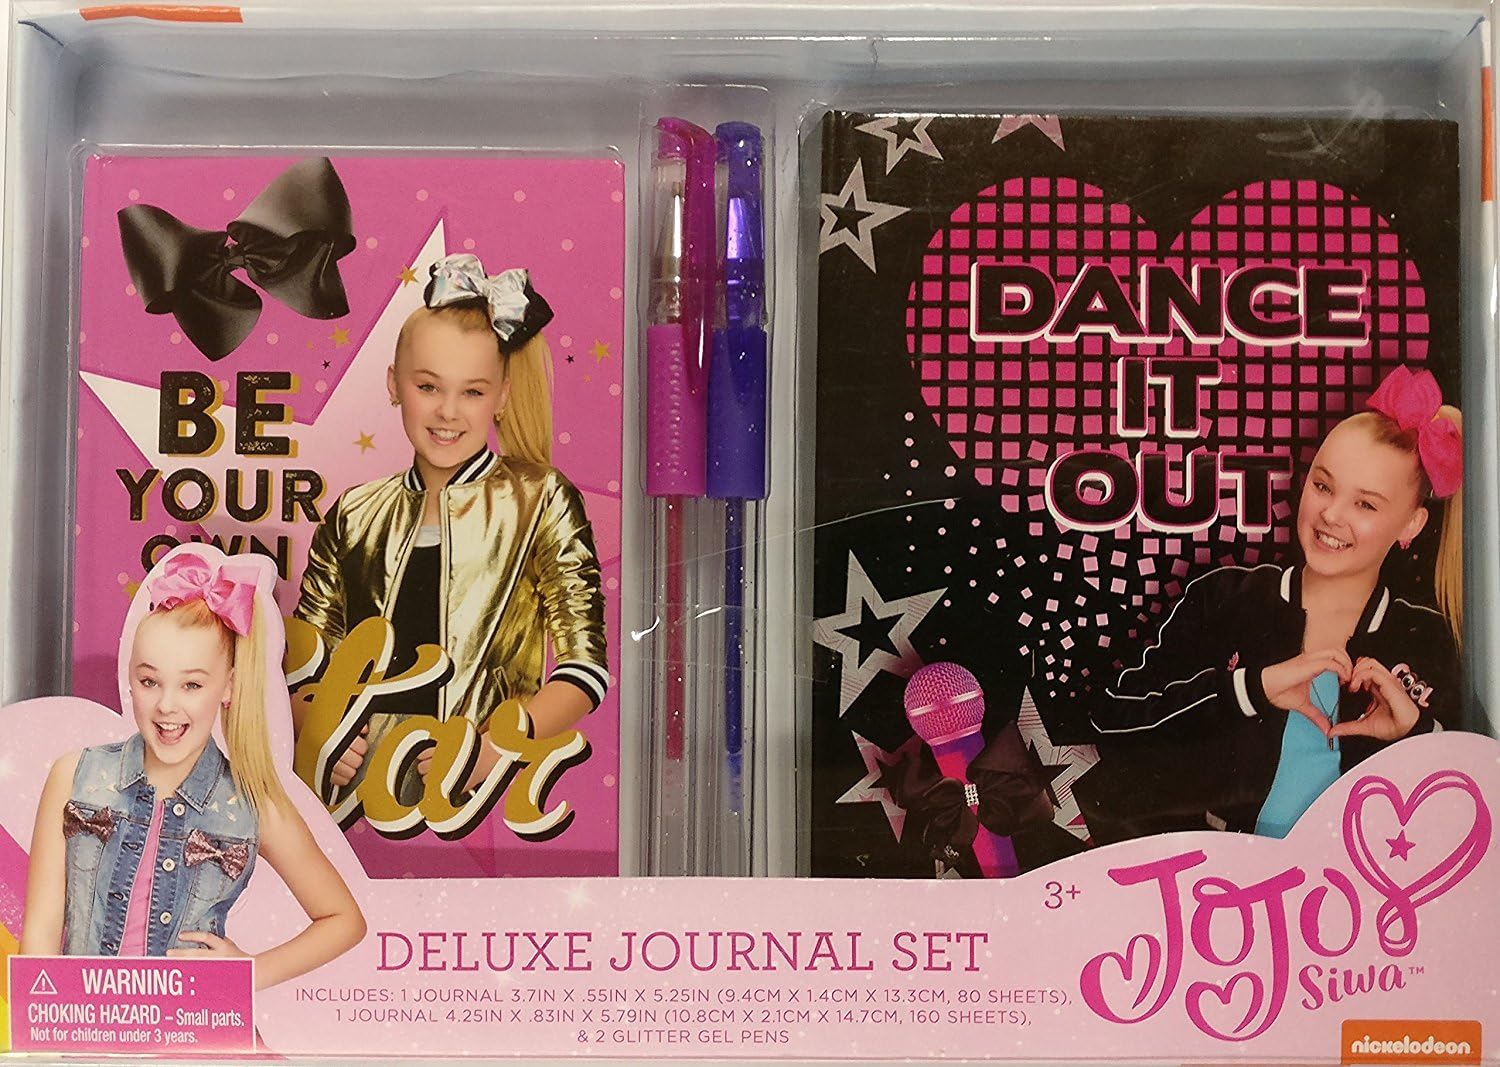 BE
YOUR
OWN
Star
DANCE
IT
OUT
3+
JOJO
Siwa™
DELUXE JOURNAL SET
INCLUDES: 1 JOURNAL 3.7IN X .55IN X 5.25IN (9.4CM X 1.4CM X 13.3CM, 80 SHEETS),
1 JOURNAL 4.25IN X .83IN X 5.79IN (10.8CM X 2.1CM X 14.7CM, 160 SHEETS),
& 2 GLITTER GEL PENS
WARNING:
CHOKING HAZARD – Small parts.
Not for children under 3 years.
nickelodeon